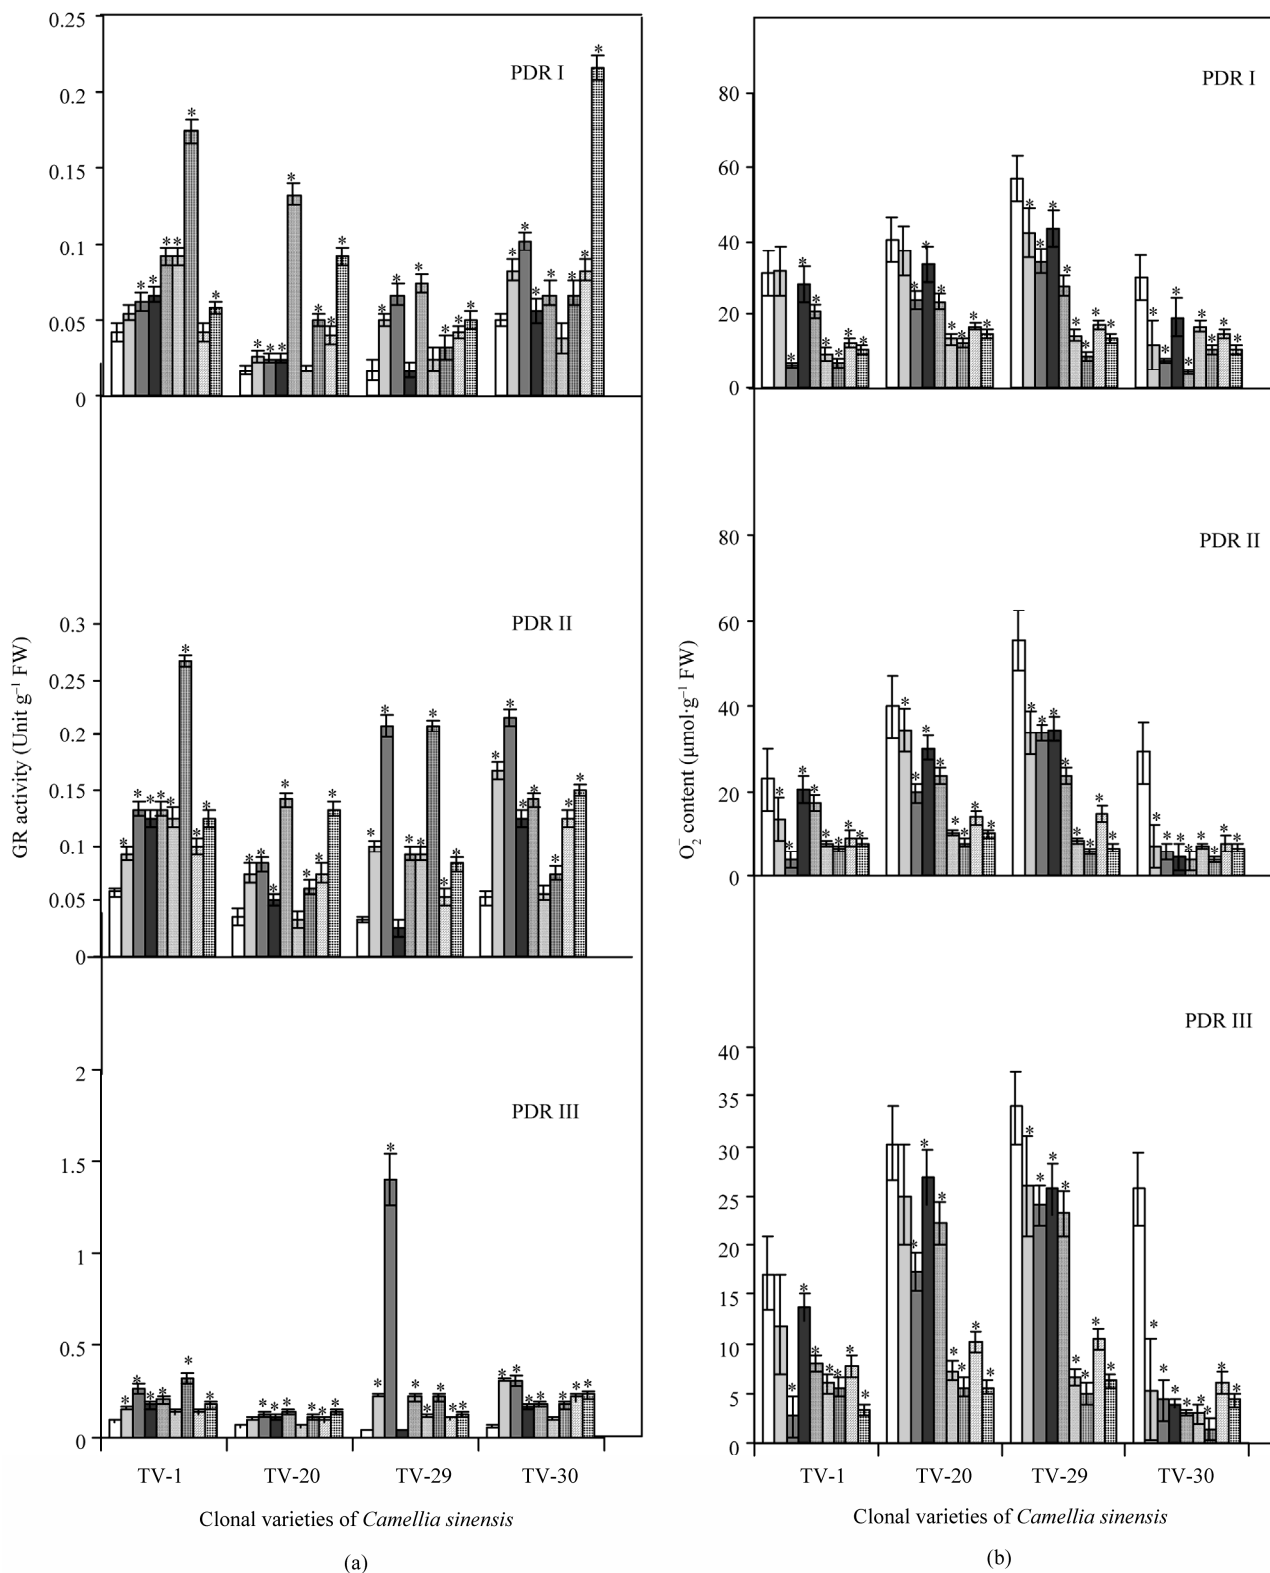 0.25
PDR I
0.2
0.15
0.1
0.05
0
GR activity (Unit g⁻¹ FW)
PDR II
0.3
0.25
0.2
0.15
0.1
0.05
0
PDR III
2
1.5
1
0.5
0
TV-1 TV-20 TV-29 TV-30
Clonal varieties of Camellia sinensis
(a)
PDR I
80
60
40
20
0
O₂⁻ content (μmol·g⁻¹ FW)
PDR II
80
60
40
20
0
PDR III
40
35
30
25
20
15
10
5
0
TV-1 TV-20 TV-29 TV-30
Clonal varieties of Camellia sinensis
(b)